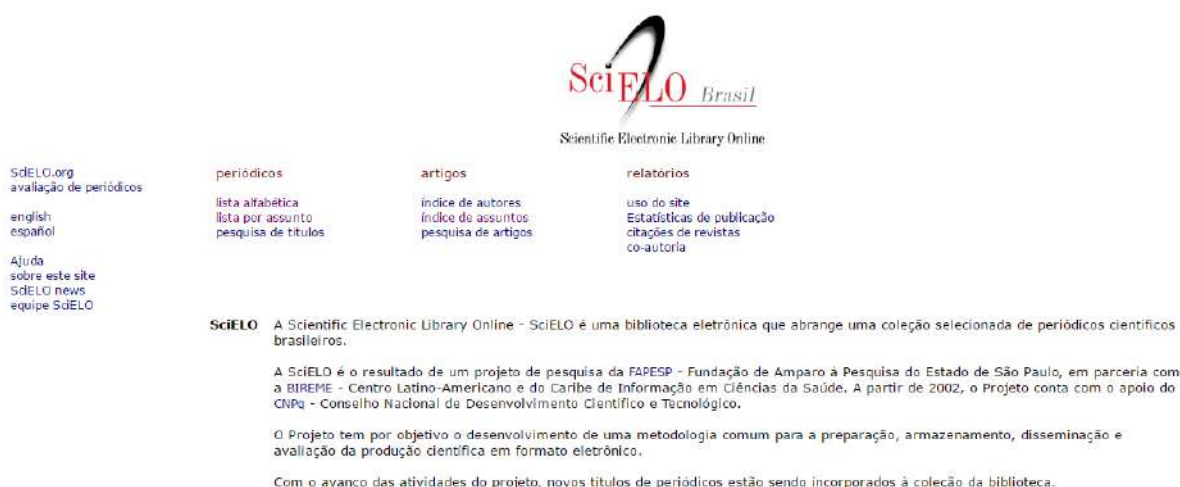 SciELO Brasil
Scientific Electronic Library Online
SciELO.org
avaliação de periódicos
english
español
Ajuda
sobre este site
SciELO news
equipe SciELO
periódicos
lista alfabética
lista por assunto
pesquisa de títulos
artigos
índice de autores
índice de assuntos
pesquisa de artigos
relatórios
uso do site
Estatísticas de publicação
citações de revistas
co-autoria
SciELO A Scientific Electronic Library Online - SciELO é uma biblioteca eletrônica que abrange uma coleção selecionada de periódicos científicos
brasileiros.
A SciELO é o resultado de um projeto de pesquisa da FAPESP - Fundação de Amparo à Pesquisa do Estado de São Paulo, em parceria com
a BIREME - Centro Latino-Americano e do Caribe de Informação em Ciências da Saúde. A partir de 2002, o Projeto conta com o apoio do
CNPq - Conselho Nacional de Desenvolvimento Científico e Tecnológico.
O Projeto tem por objetivo o desenvolvimento de uma metodologia comum para a preparação, armazenamento, disseminação e
avaliação da produção científica em formato eletrônico.
Com o avanço das atividades do projeto, novos títulos de periódicos estão sendo incorporados à coleção da biblioteca.